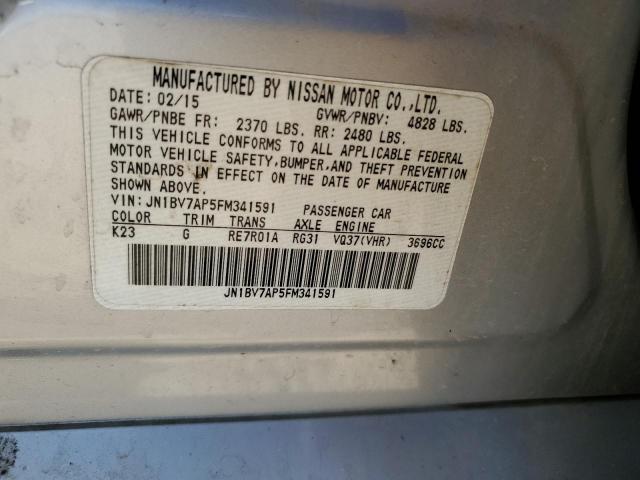 MANUFACTURED BY NISSAN MOTOR CO.,LTD.
DATE: 02/15 GVWR/PNBV: 4828 LBS.
GAWR/PNBE FR: 2370 LBS. RR: 2480 LBS.
THIS VEHICLE CONFORMS TO ALL APPLICABLE FEDERAL
MOTOR VEHICLE SAFETY,BUMPER,AND THEFT PREVENTION
STANDARDS IN EFFECT ON THE DATE OF MANUFACTURE
SHOWN ABOVE.
VIN: JN1BV7AP5FM341591 PASSENGER CAR
COLOR TRIM TRANS AXLE ENGINE
K23 G RE7R01A RG31 VQ37(VHR) 3696CC
JN1BV7AP5FM341591